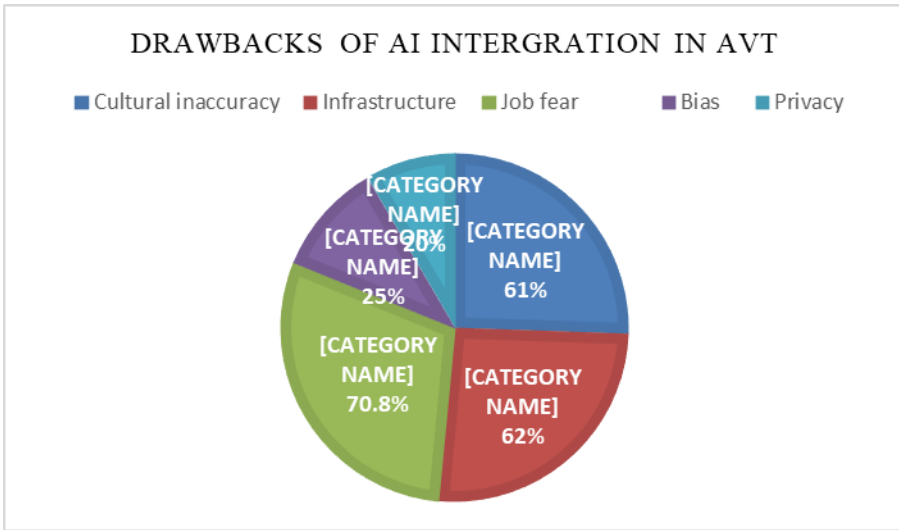 DRAWBACKS OF AI INTERGRATION IN AVT
Cultural inaccuracy Infrastructure Job fear Bias Privacy
[CATEGORY
NAME]
20%
[CATEGORY
NAME]
61%
[CATEGORY
NAME]
25%
[CATEGORY
NAME]
70.8%
[CATEGORY
NAME]
62%